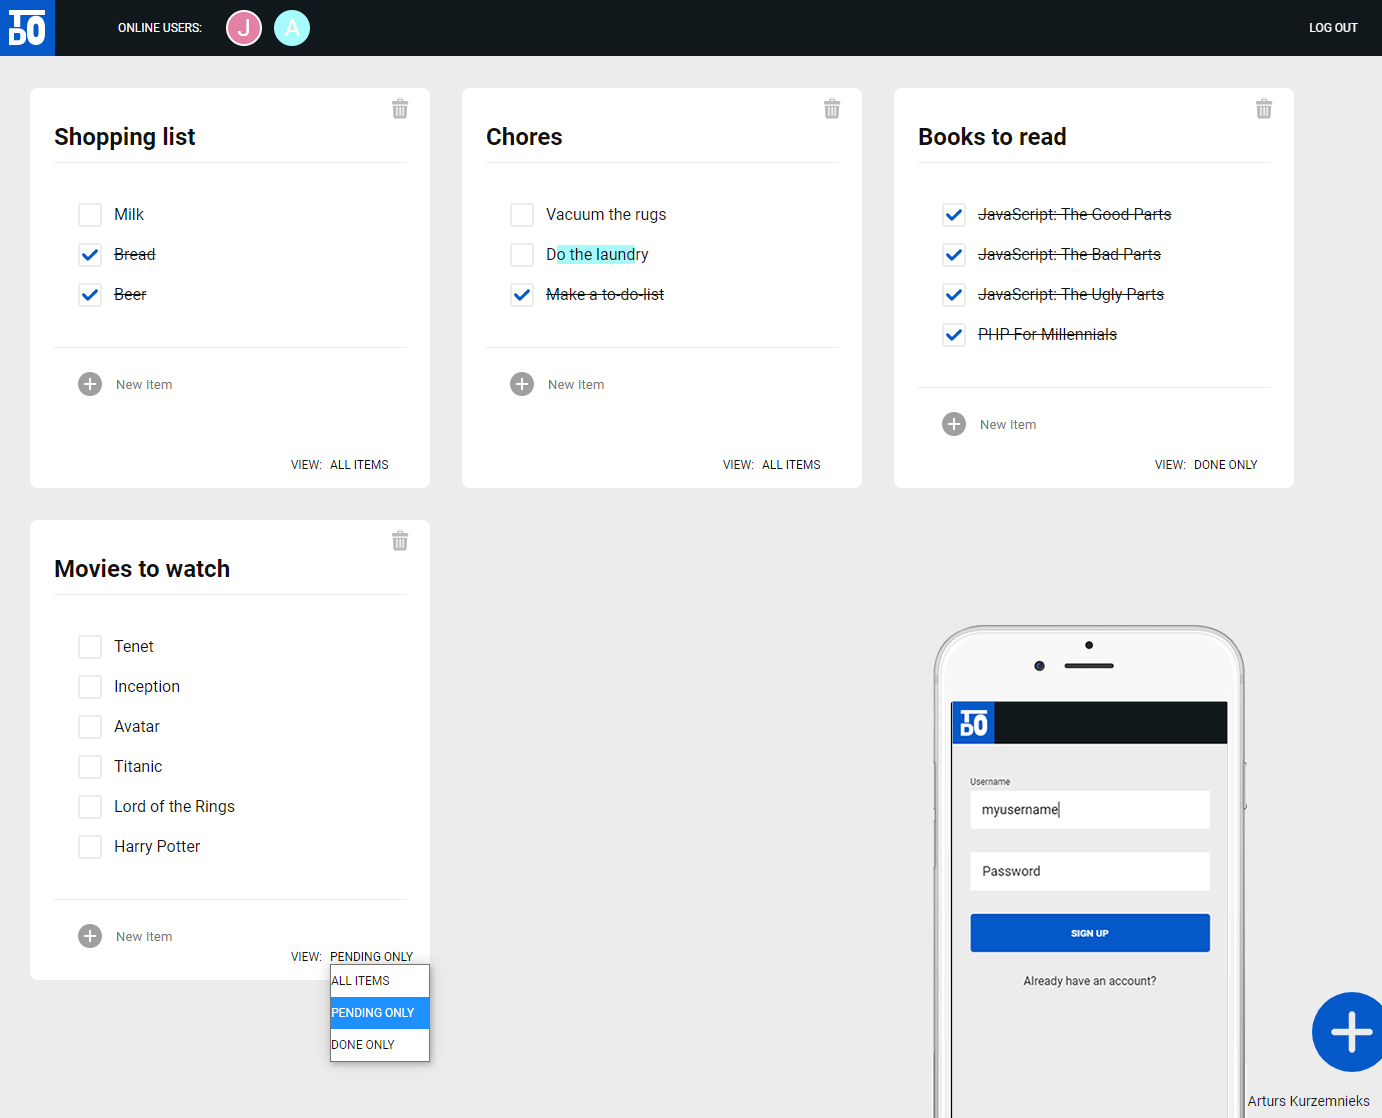 TODO
ONLINE USERS:
J
A
LOG OUT
Shopping list
Milk
Bread
Beer
New Item
VIEW: ALL ITEMS
Chores
Vacuum the rugs
Do the laundry
Make a to-do-list
New Item
VIEW: ALL ITEMS
Books to read
JavaScript: The Good Parts
JavaScript: The Bad Parts
JavaScript: The Ugly Parts
PHP For Millennials
New Item
VIEW: DONE ONLY
Movies to watch
Tenet
Inception
Avatar
Titanic
Lord of the Rings
Harry Potter
New Item
VIEW: PENDING ONLY
ALL ITEMS
PENDING ONLY
DONE ONLY
TODO
Username
myusername
Password
SIGN UP
Already have an account?
Arturs Kurzemnieks